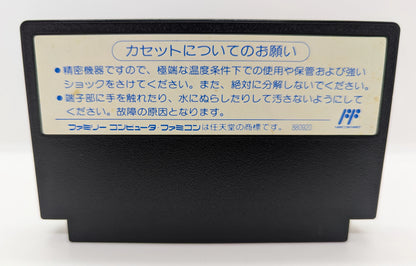 カセットについてのお願い
●精密機器ですので、極端な温度条件下での使用や保管および強い
ショックをさけてください。また、絶対に分解しないでください。
●端子部に手を触れたり、水にぬらしたりして汚さないようにして
ください。故障の原因となります。
ファミリーコンピュータ・ファミコンは任天堂の商標です。 880920